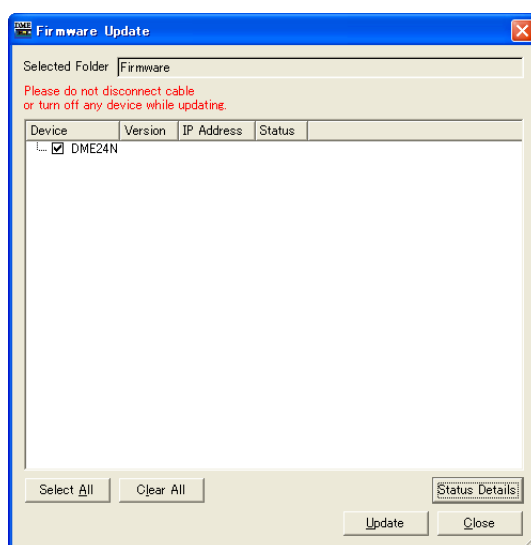 DME Firmware Update
Selected Folder Firmware
Please do not disconnect cable
or turn off any device while updating.
Device Version IP Address Status
DME24N
Select All Clear All Status Details
Update Close